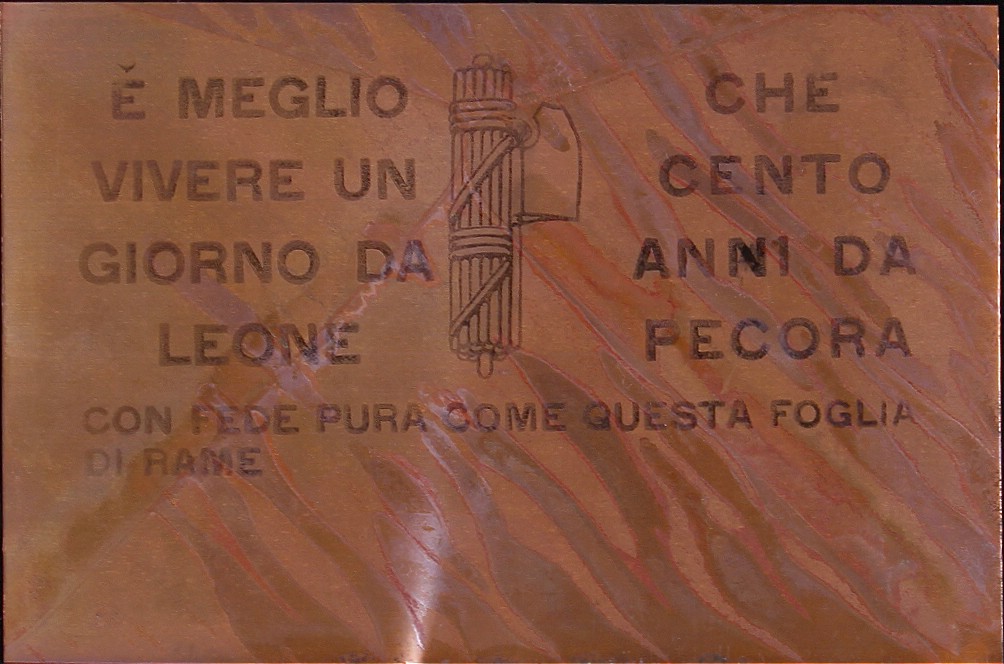 È MEGLIO
VIVERE UN
GIORNO DA
LEONE
CHE
CENTO
ANNI DA
PECORA
CON FEDE PURA COME QUESTA FOGLIA
DI RAME